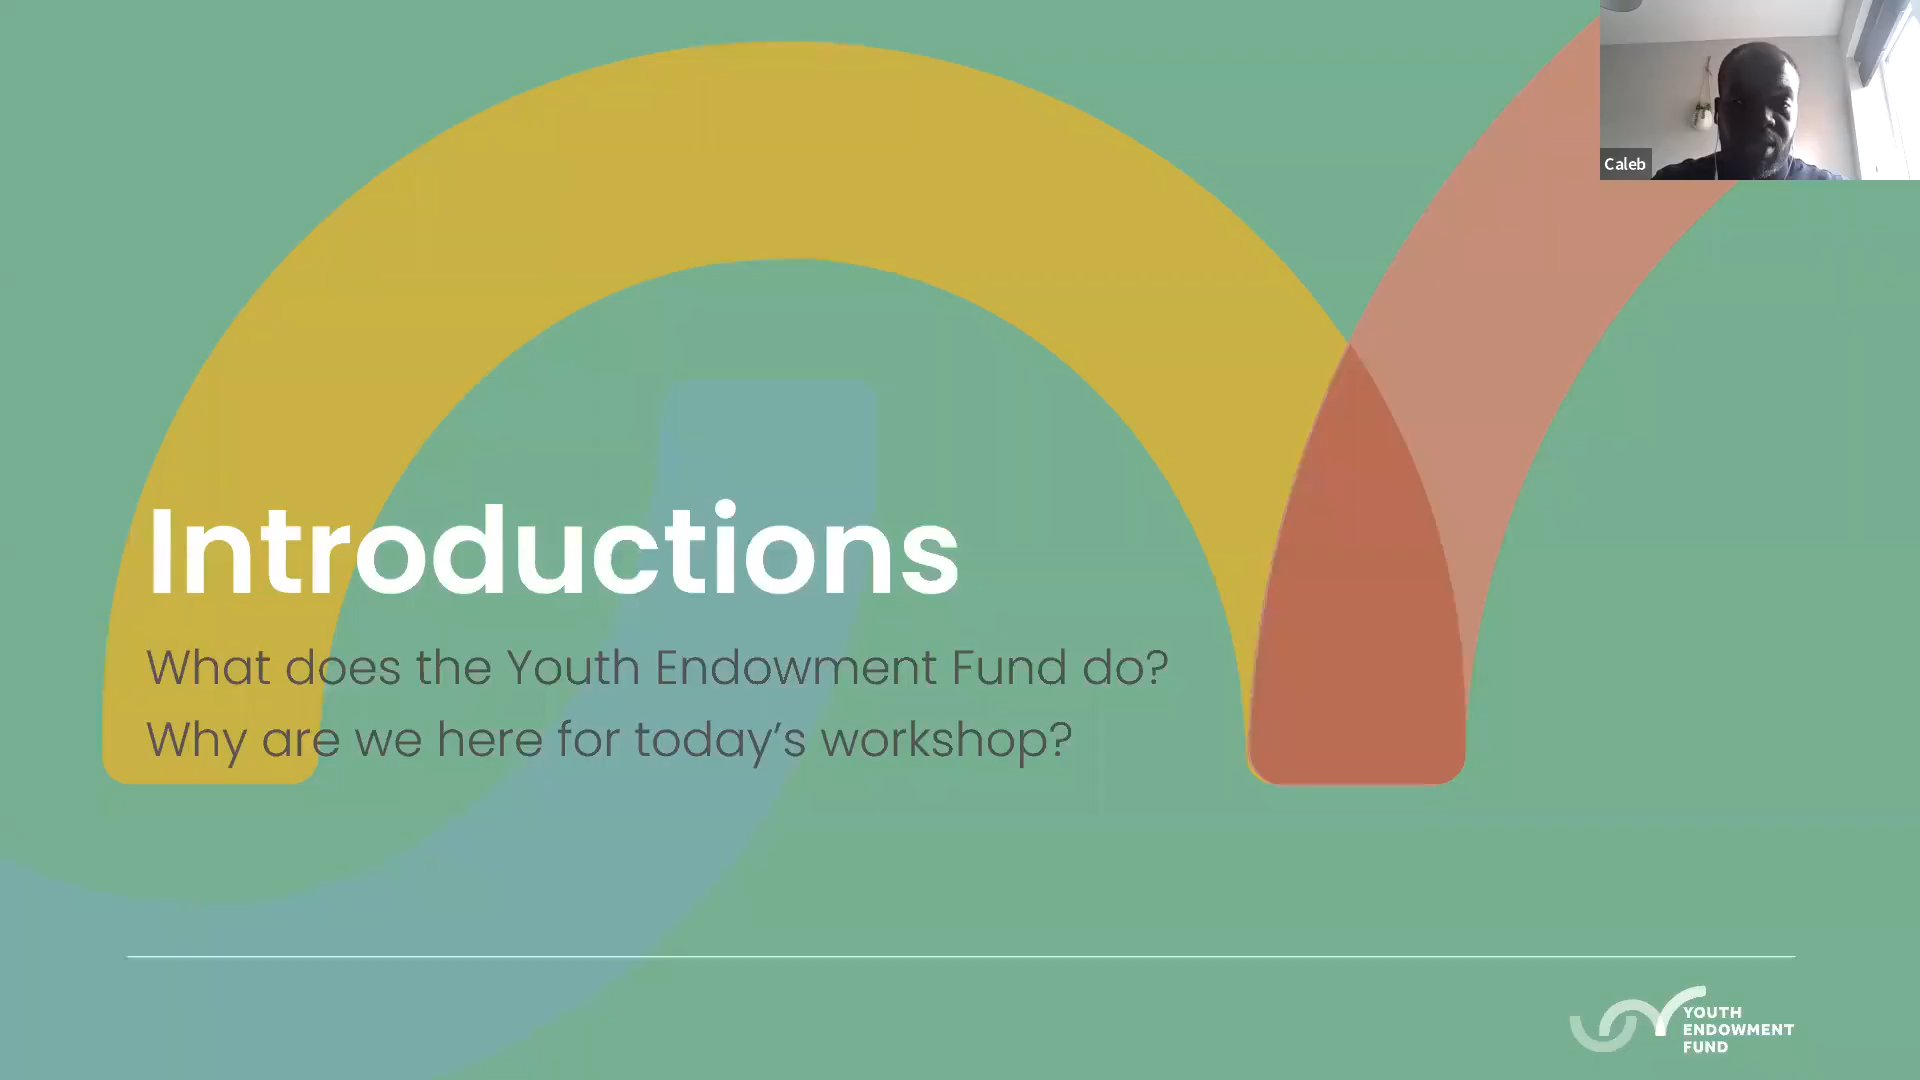 Caleb
Introductions
What does the Youth Endowment Fund do?
Why are we here for today’s workshop?
YOUTH
ENDOWMENT
FUND